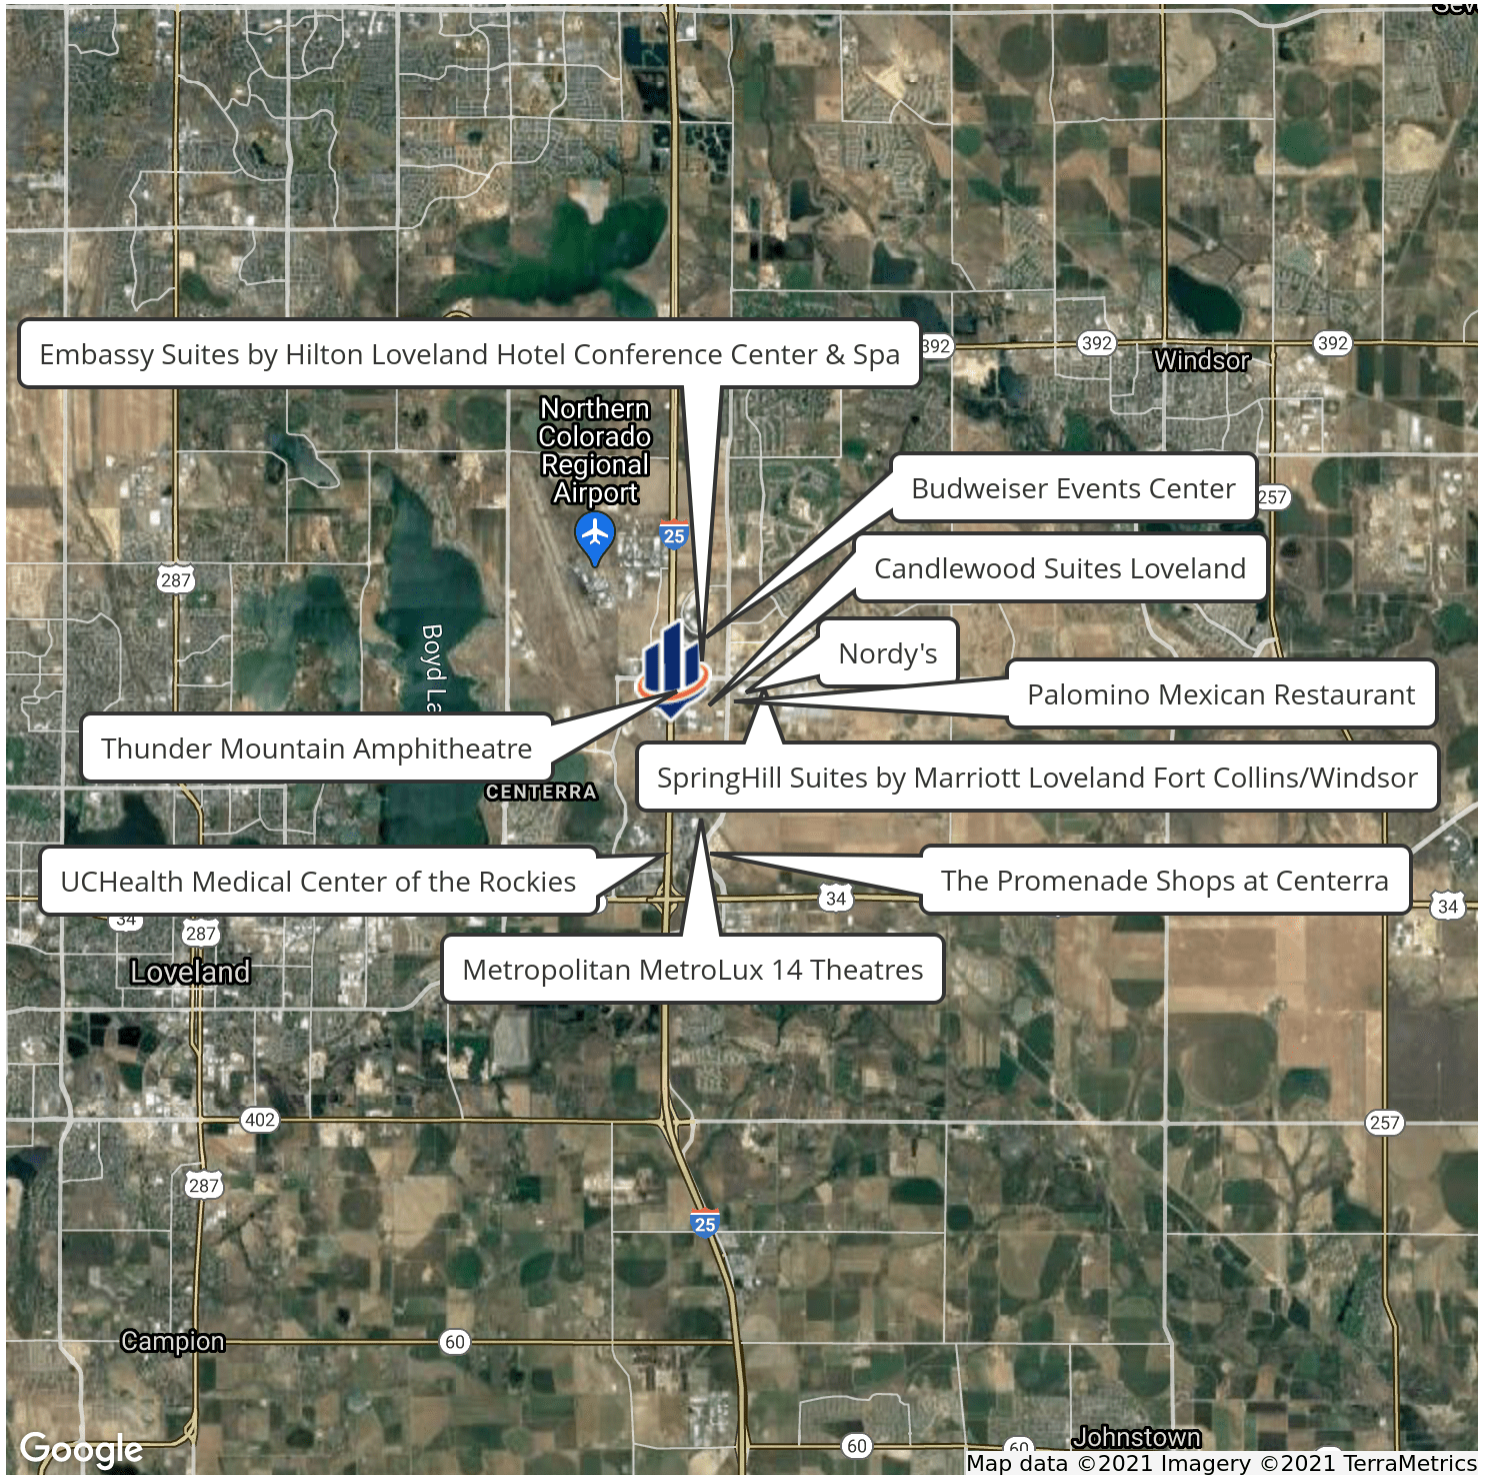 Embassy Suites by Hilton Loveland Hotel Conference Center & Spa
392
392
392
Windsor
Northern
Colorado
Regional
Airport
Budweiser Events Center
257
25
Candlewood Suites Loveland
287
Boyd La
Nordy's
Palomino Mexican Restaurant
Thunder Mountain Amphitheatre
SpringHill Suites by Marriott Loveland Fort Collins/Windsor
CENTERRA
UCHealth Medical Center of the Rockies
The Promenade Shops at Centerra
34
34
34
287
Loveland
Metropolitan MetroLux 14 Theatres
402
257
287
25
Campion
60
Johnstown
60
60
Google
Map data ©2021 Imagery ©2021 TerraMetrics